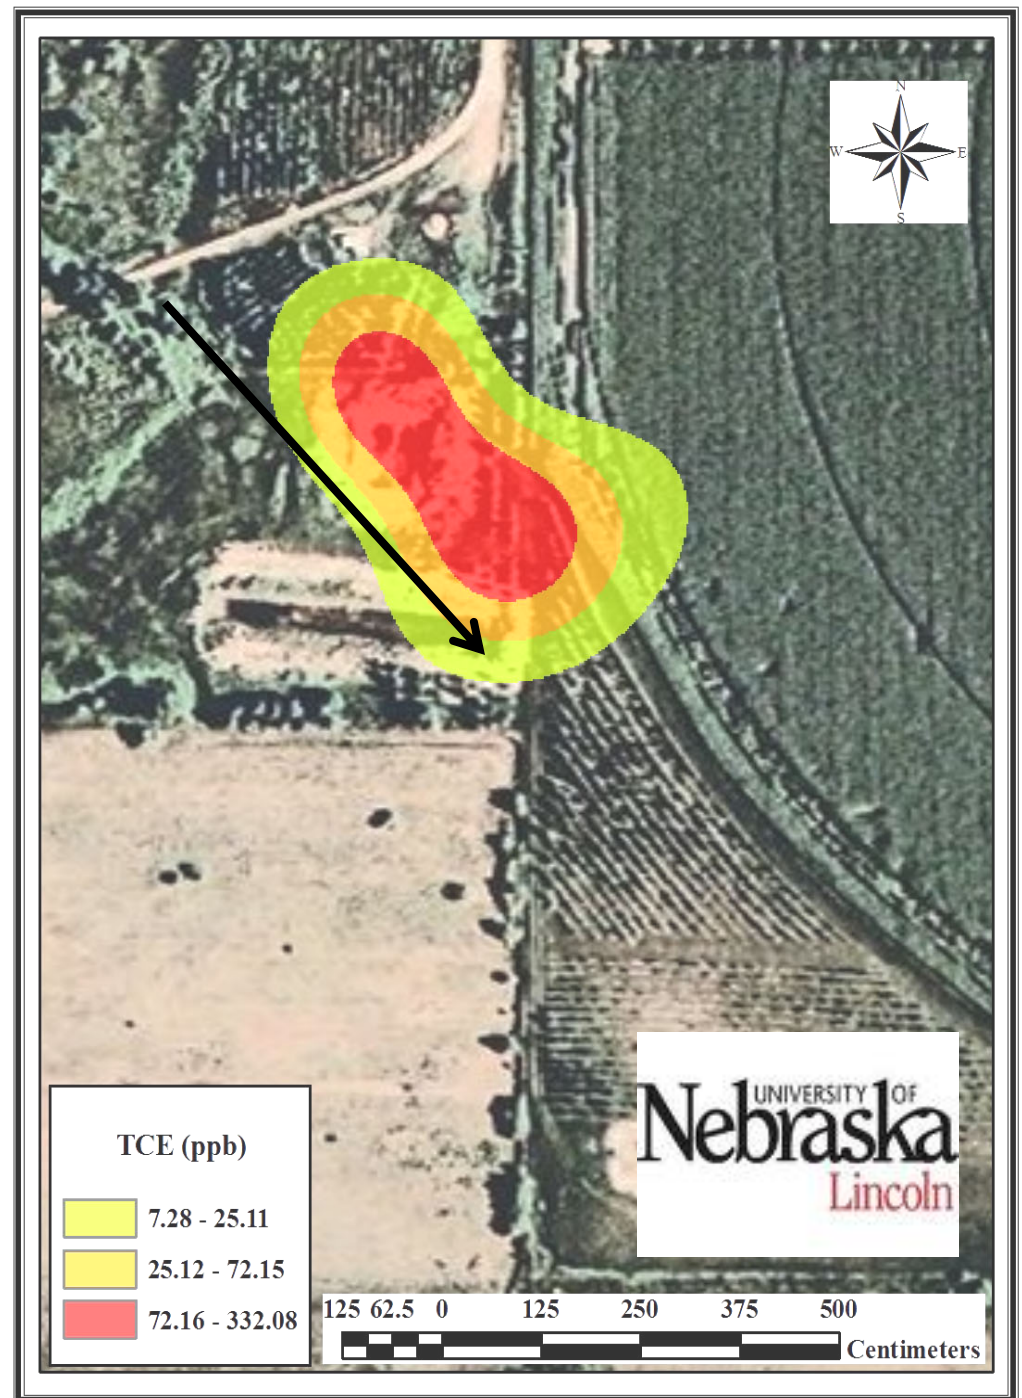 N
W E
S
UNIVERSITY OF
Nebraska
Lincoln
TCE (ppb)
7.28 - 25.11
25.12 - 72.15
72.16 - 332.08
125 62.5 0 125 250 375 500
Centimeters